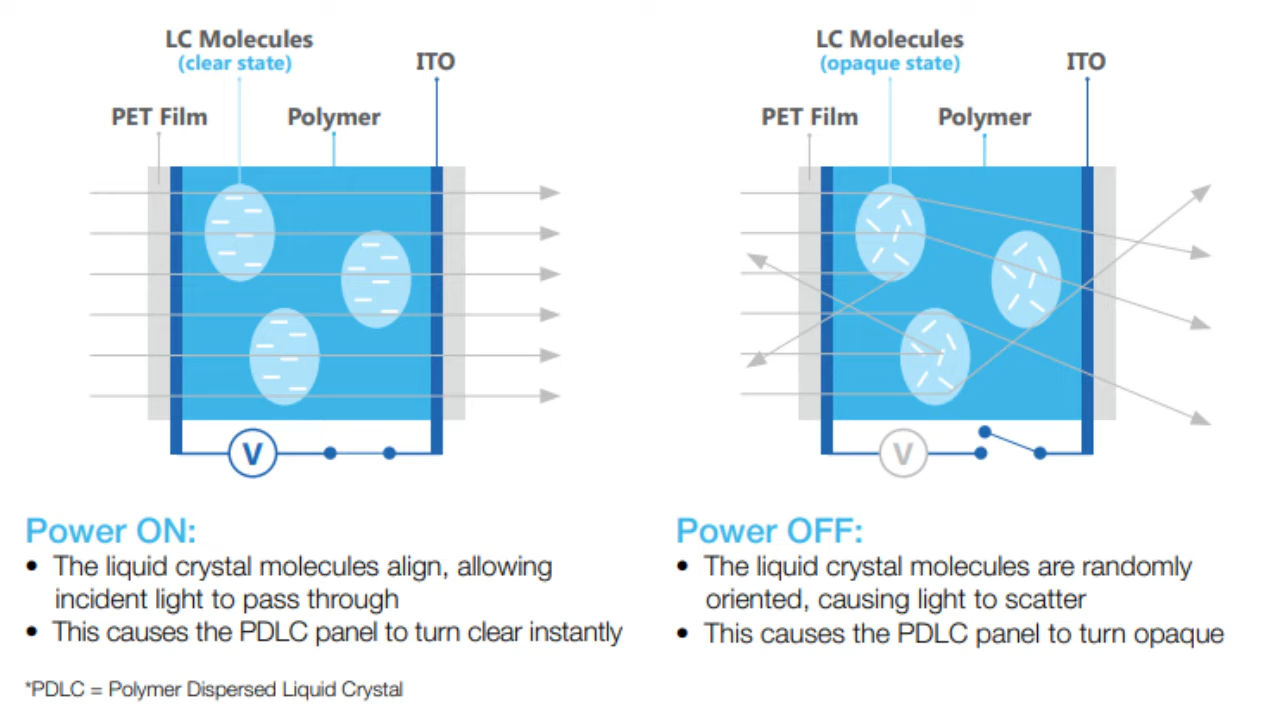 LC Molecules
(clear state)
ITO
PET Film
Polymer
V
LC Molecules
(opaque state)
ITO
PET Film
Polymer
V
Power ON:
• The liquid crystal molecules align, allowing
incident light to pass through
• This causes the PDLC panel to turn clear instantly
Power OFF:
• The liquid crystal molecules are randomly
oriented, causing light to scatter
• This causes the PDLC panel to turn opaque
*PDLC = Polymer Dispersed Liquid Crystal